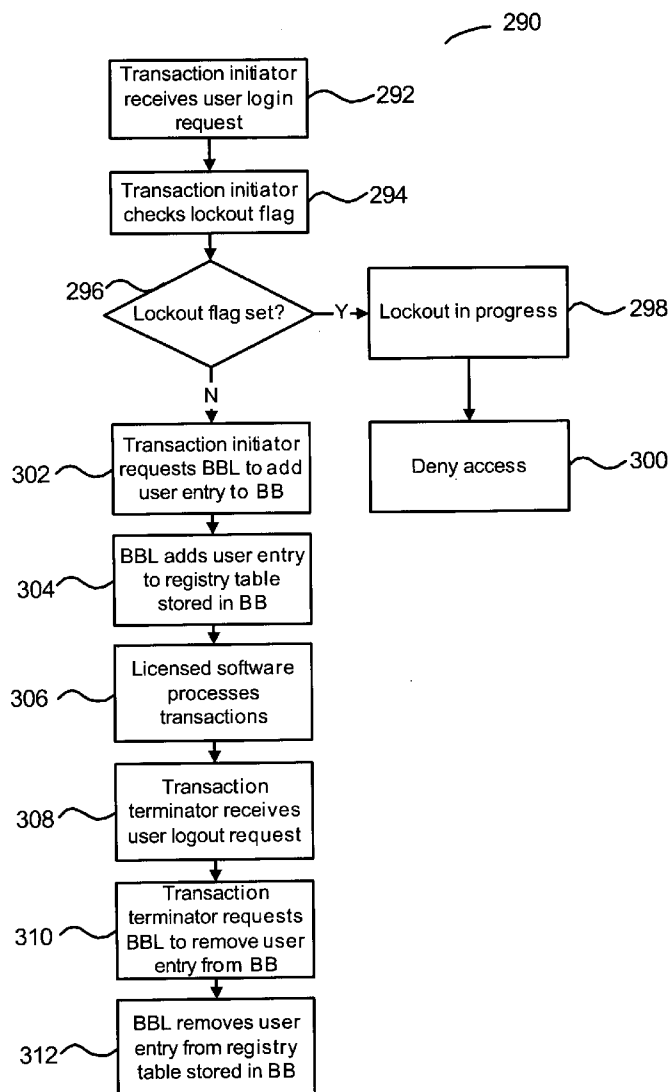 290
Transaction initiator
receives user login
request
292
Transaction initiator
checks lockout flag
294
296
Lockout flag set?
Y
Lockout in progress
298
N
Deny access
300
302
Transaction initiator
requests BBL to add
user entry to BB
304
BBL adds user entry
to registry table
stored in BB
306
Licensed software
processes
transactions
308
Transaction
terminator receives
user logout request
310
Transaction
terminator requests
BBL to remove user
entry from BB
312
BBL removes user
entry from registry
table stored in BB